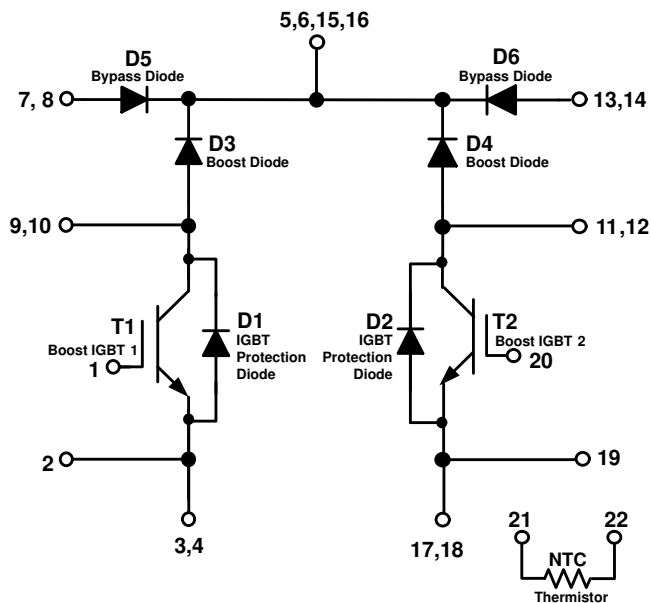 5,6,15,16
D5
Bypass Diode
D6
Bypass Diode
7, 8
13,14
D3
Boost Diode
D4
Boost Diode
9,10
11,12
T1
Boost IGBT 1
1
D1
IGBT
Protection
Diode
D2
IGBT
Protection
Diode
T2
Boost IGBT 2
20
2
19
3,4
17,18
21
22
NTC
Thermistor